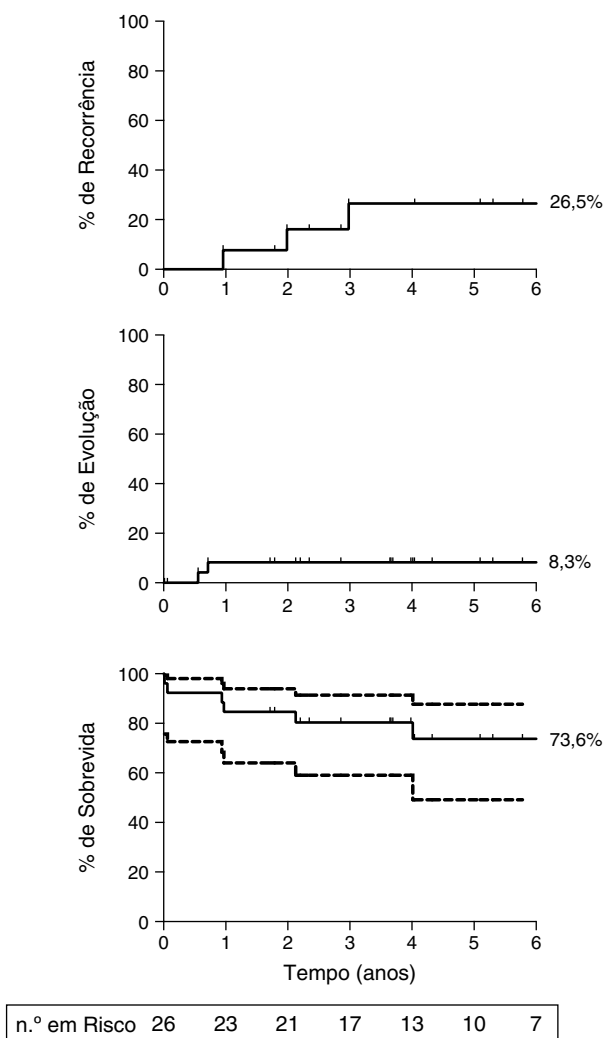 % de Recorrência
100
80
60
40
20
0
26,5%
0 1 2 3 4 5 6
% de Evolução
100
80
60
40
20
0
8,3%
0 1 2 3 4 5 6
% de Sobrevida
100
80
60
40
20
0
73,6%
0 1 2 3 4 5 6
Tempo (anos)
n.º em Risco 26 23 21 17 13 10 7